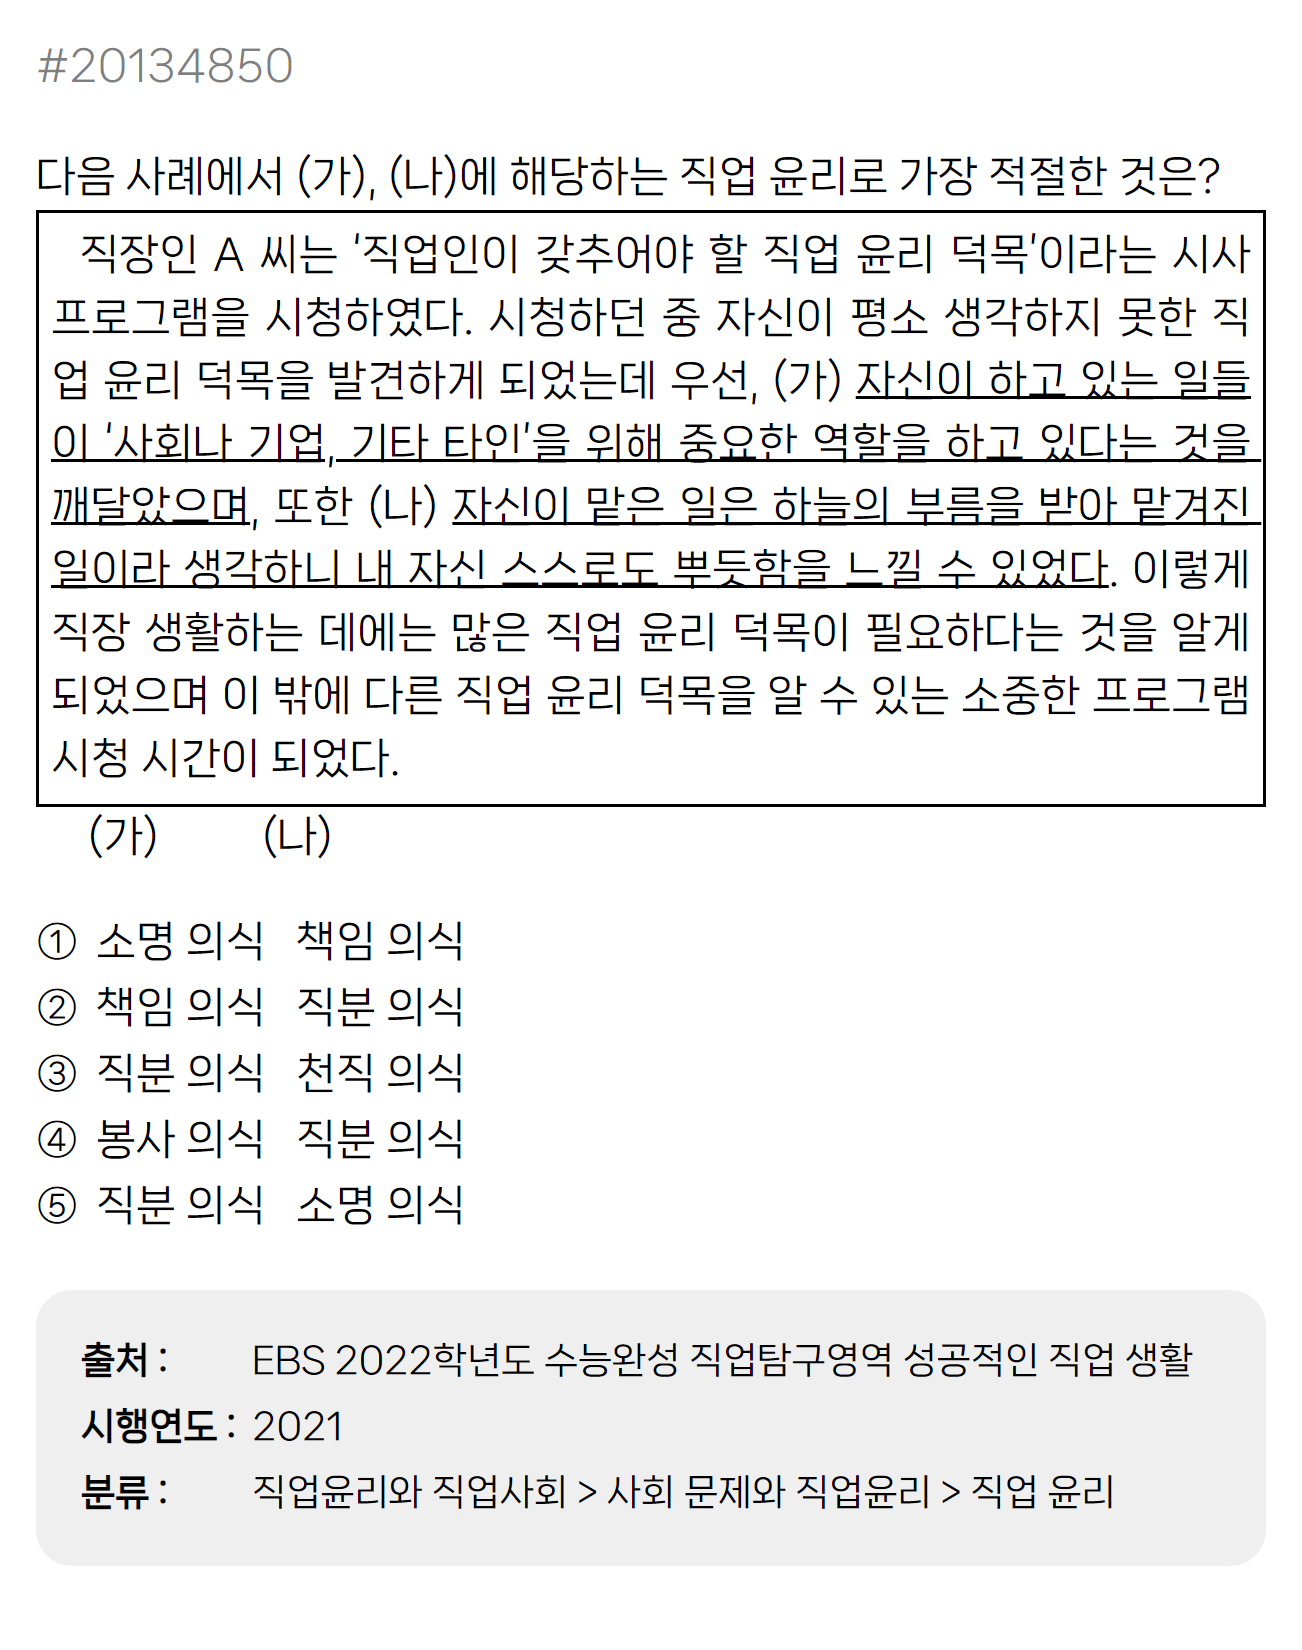 #20134850
다음 사례에서 (가), (나)에 해당하는 직업 윤리로 가장 적절한 것은?
직장인 A 씨는 '직업인이 갖추어야 할 직업 윤리 덕목'이라는 시사
프로그램을 시청하였다. 시청하던 중 자신이 평소 생각하지 못한 직
업 윤리 덕목을 발견하게 되었는데 우선, (가) 자신이 하고 있는 일들
이 '사회나 기업, 기타 타인'을 위해 중요한 역할을 하고 있다는 것을
깨달았으며, 또한 (나) 자신이 맡은 일은 하늘의 부름을 받아 맡겨진
일이라 생각하니 내 자신 스스로도 뿌듯함을 느낄 수 있었다. 이렇게
직장 생활하는 데에는 많은 직업 윤리 덕목이 필요하다는 것을 알게
되었으며 이 밖에 다른 직업 윤리 덕목을 알 수 있는 소중한 프로그램
시청 시간이 되었다.
(가) (나)
① 소명 의식 책임 의식
② 책임 의식 직분 의식
③ 직분 의식 천직 의식
④ 봉사 의식 직분 의식
⑤ 직분 의식 소명 의식
출처 : EBS 2022학년도 수능완성 직업탐구영역 성공적인 직업 생활
시행연도 : 2021
분류 : 직업윤리와 직업사회 > 사회 문제와 직업윤리 > 직업 윤리